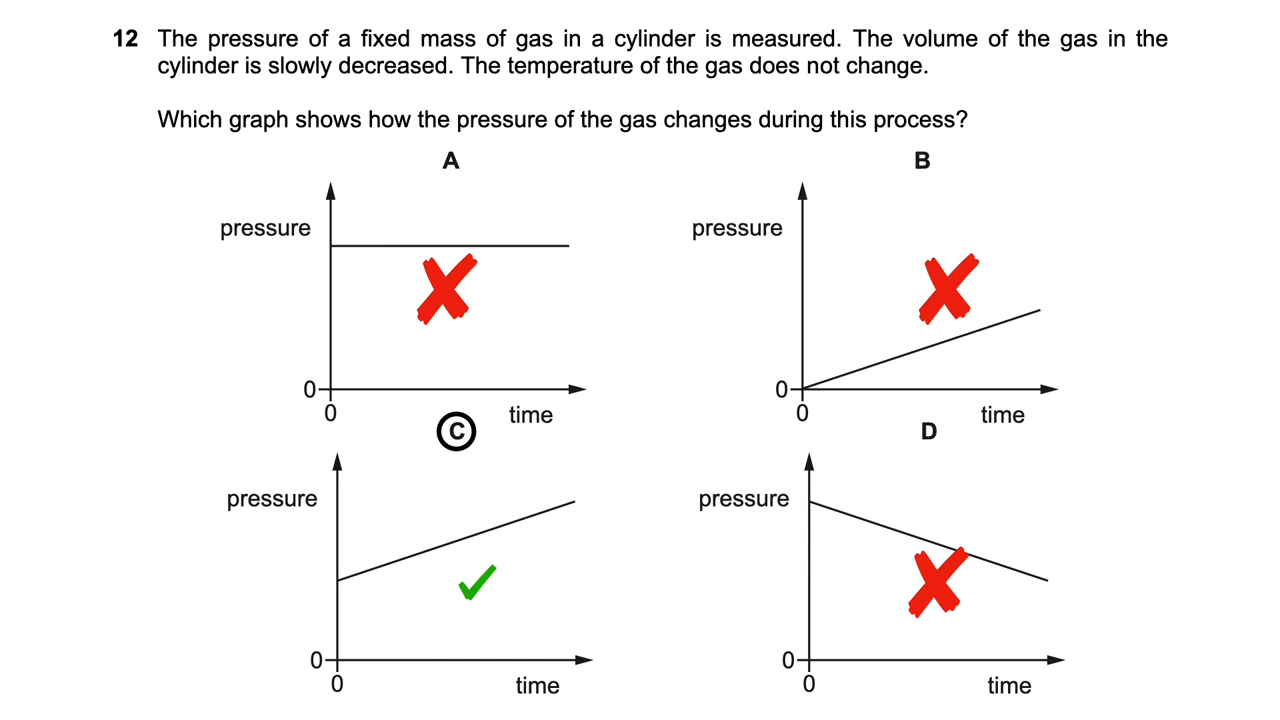 12 The pressure of a fixed mass of gas in a cylinder is measured. The volume of the gas in the
cylinder is slowly decreased. The temperature of the gas does not change.
Which graph shows how the pressure of the gas changes during this process?
A
pressure
0
0
time
B
pressure
0
0
time
C
pressure
0
0
time
D
pressure
0
0
time